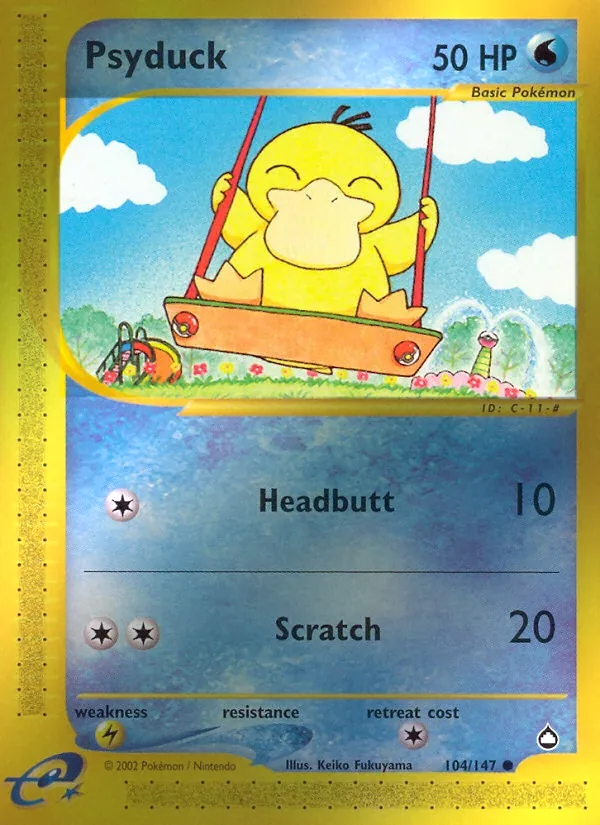 Psyduck 50 HP
Basic Pokémon
ID: C-11-#
Headbutt 10
Scratch 20
weakness resistance retreat cost
© 2002 Pokémon / Nintendo Illus. Keiko Fukuyama 104/147
e